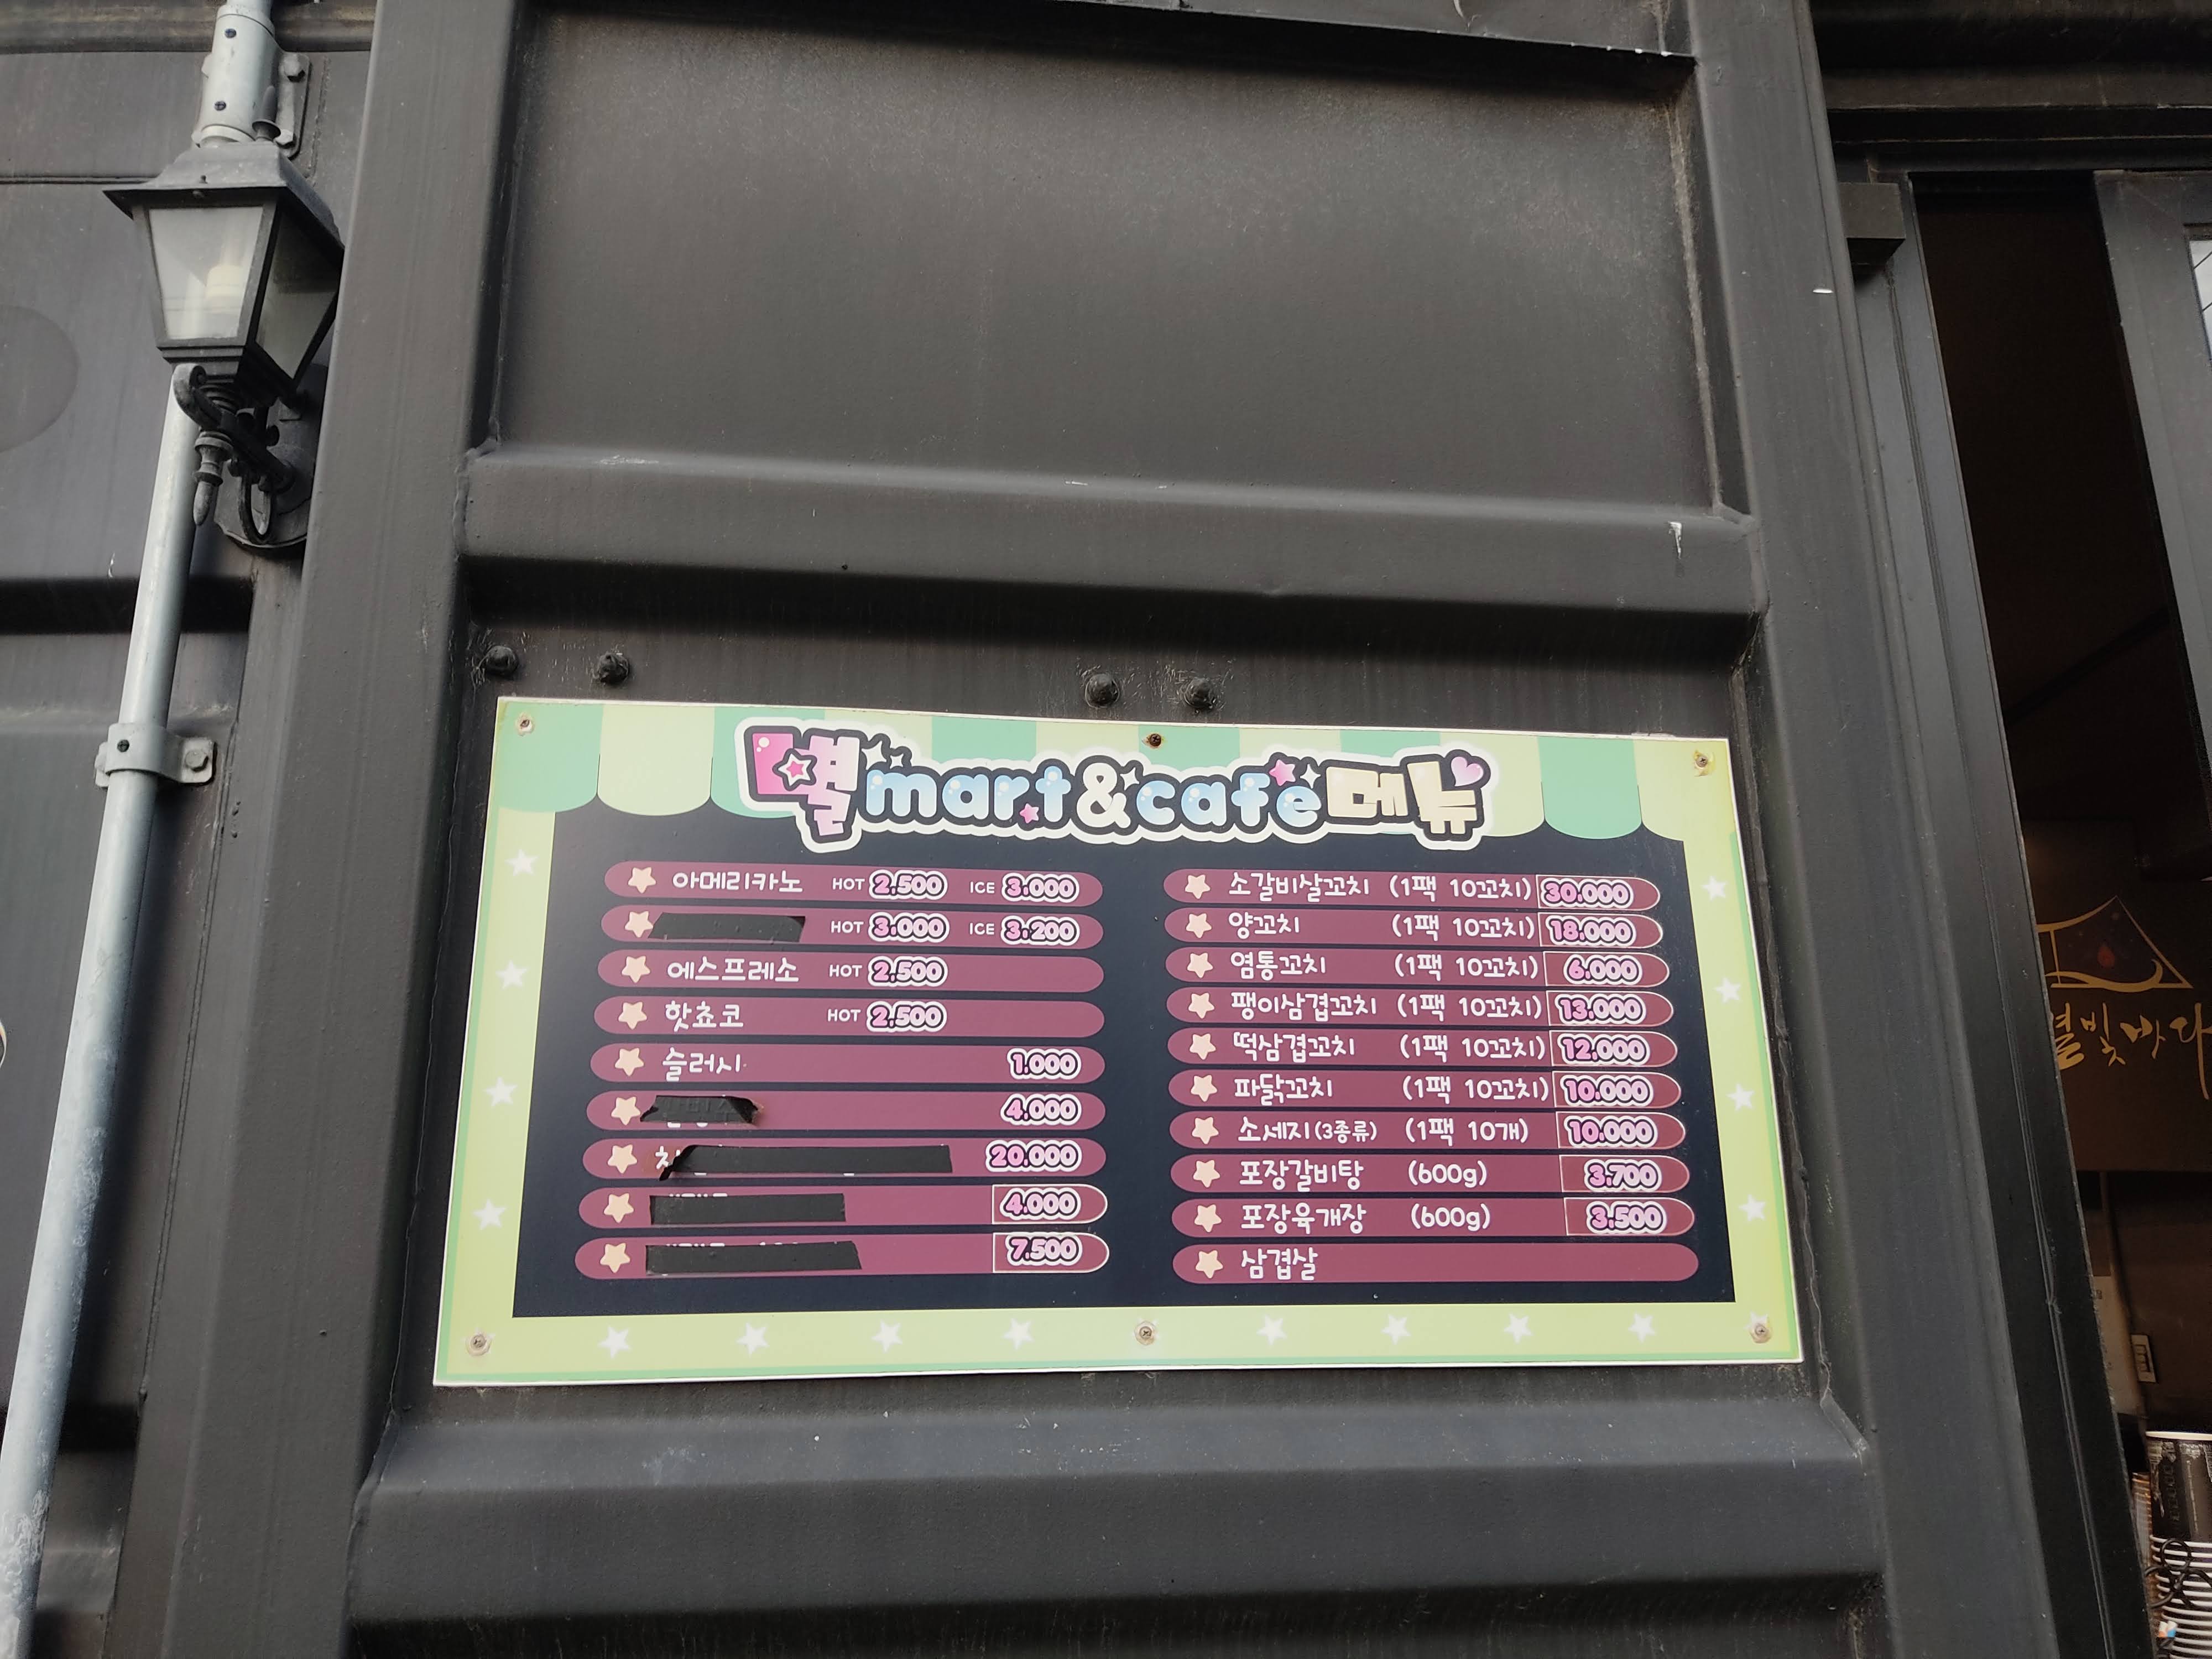 별mart&cafe메뉴
아메리카노 HOT 2,500 ICE 3.000
HOT 3.000 ICE 3,200
에스프레소 HOT 2,500
핫쵸코 HOT 2,500
슬러시 1.000
4.000
20.000
4.000
7.500
소갈비살꼬치 (1팩 10꼬치) 30.000
양꼬치 (1팩 10꼬치) 18.000
염통꼬치 (1팩 10꼬치) 6.000
팽이삼겹꼬치 (1팩 10꼬치) 13.000
떡삼겹꼬치 (1팩 10꼬치) 12.000
파닭꼬치 (1팩 10꼬치) 10.000
소세지(3종류) (1팩 10개) 10.000
포장갈비탕 (600g) 3.700
포장육개장 (600g) 3.500
삼겹살
별빛바다